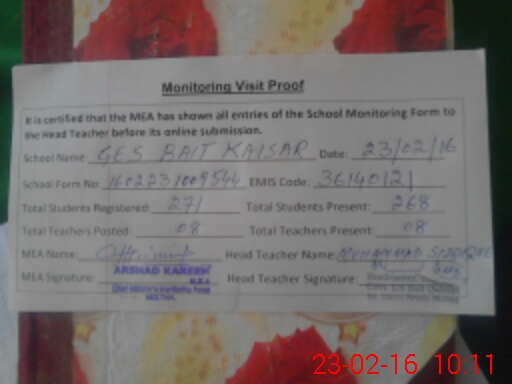 Monitoring Visit Proof
It is certified that the MEA has shown all entries of the School Monitoring Form to
the Head Teacher before its online submission.
School Name: GES BAIT KAISAR Date: 23/02/16
School Form No: 1602231009544 EMIS Code: 36140121
Total Students Registered: 271 Total Students Present: 268
Total Teachers Posted: 08 Total Teachers Present: 08
MEA Name: Head Teacher Name: MUHAMMAD
MEA Signature: ARSHAD KAREEM Head Teacher Signature:
M.E.A
23-02-16 10:11